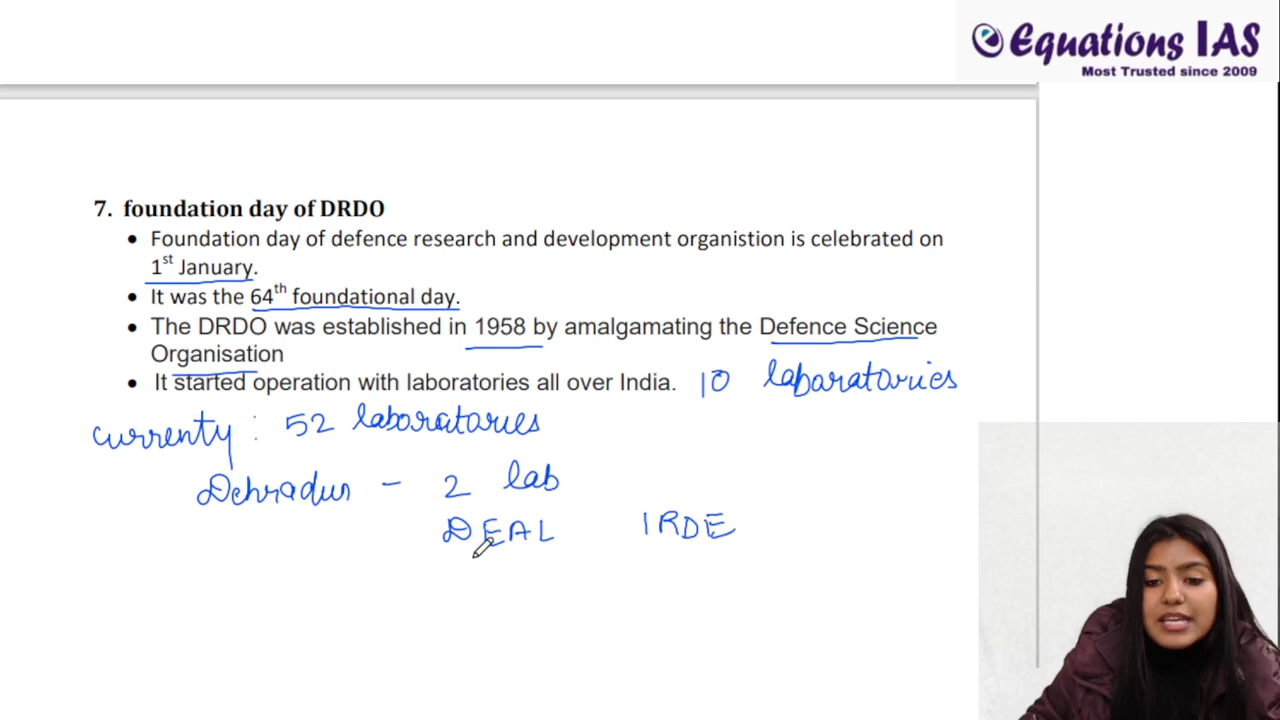 Equations IAS
Most Trusted since 2009
7. foundation day of DRDO
• Foundation day of defence research and development organistion is celebrated on
1st January.
• It was the 64th foundational day.
• The DRDO was established in 1958 by amalgamating the Defence Science
Organisation
• It started operation with laboratories all over India. 10 labaratories
currenty : 52 laboratories
Dehradun - 2 lab
DEAL IRDE